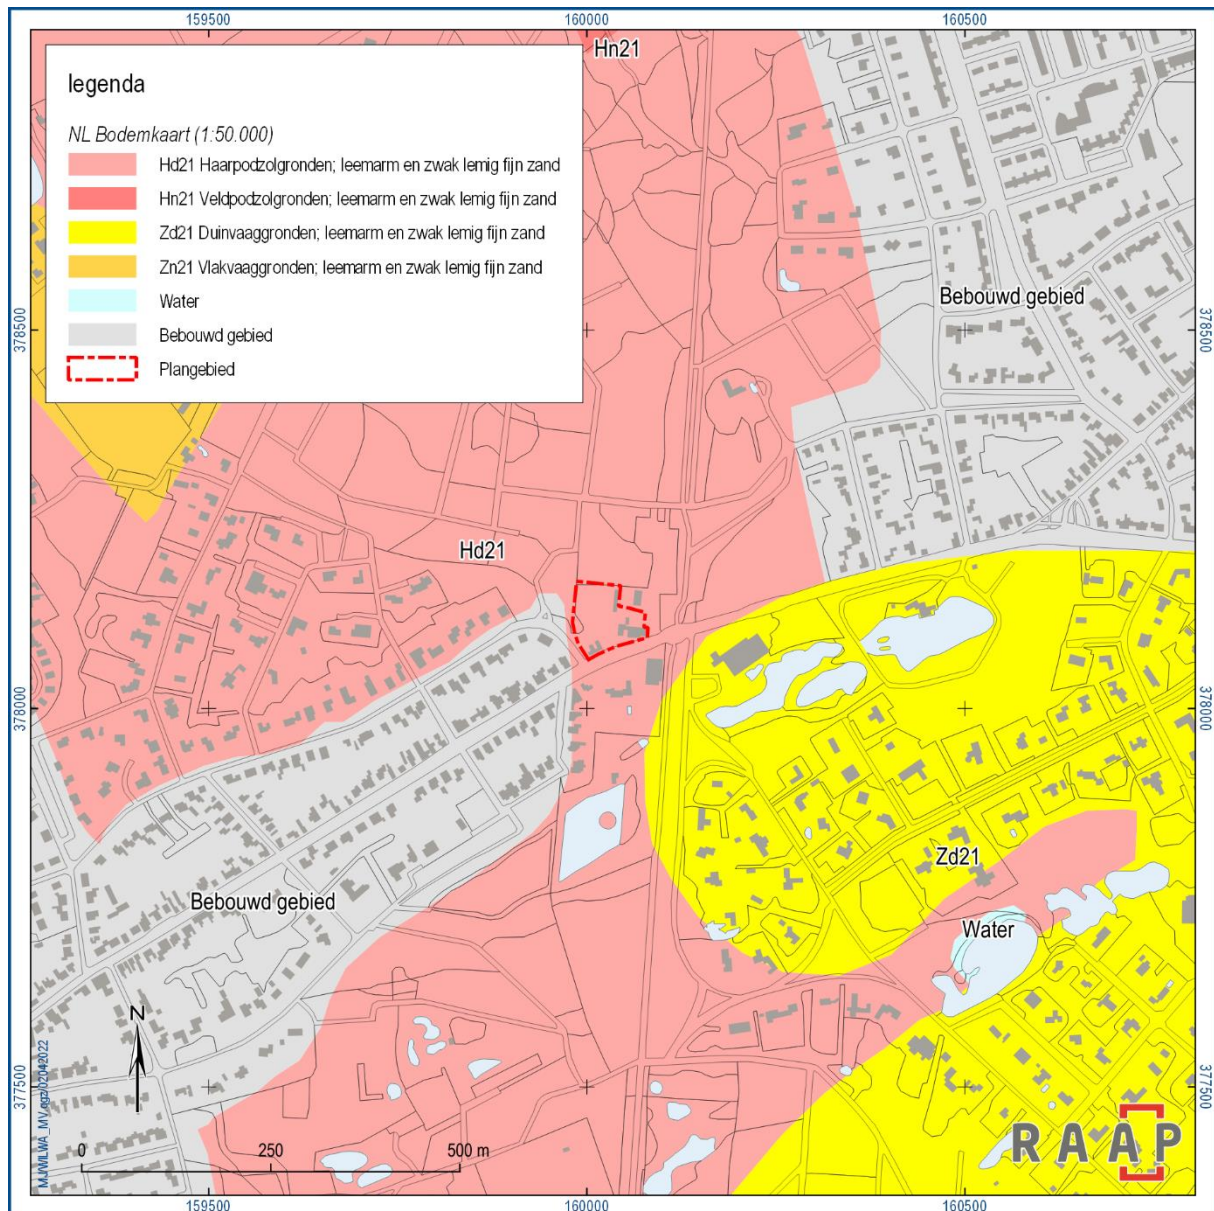 159500
160000
160500
Hn21
legenda
NL Bodemkaart (1:50.000)
Hd21 Haarpodzolgronden; leemarm en zwak lemig fijn zand
Hn21 Veldpodzolgronden; leemarm en zwak lemig fijn zand
Zd21 Duinvaaggronden; leemarm en zwak lemig fijn zand
Zn21 Vlakvaaggronden; leemarm en zwak lemig fijn zand
Water
Bebouwd gebied
Plangebied
Bebouwd gebied
378500
378500
Hd21
378000
378000
Zd21
Bebouwd gebied
Water
N
377500
377500
0
250
500 m
RAAP
159500
160000
160500